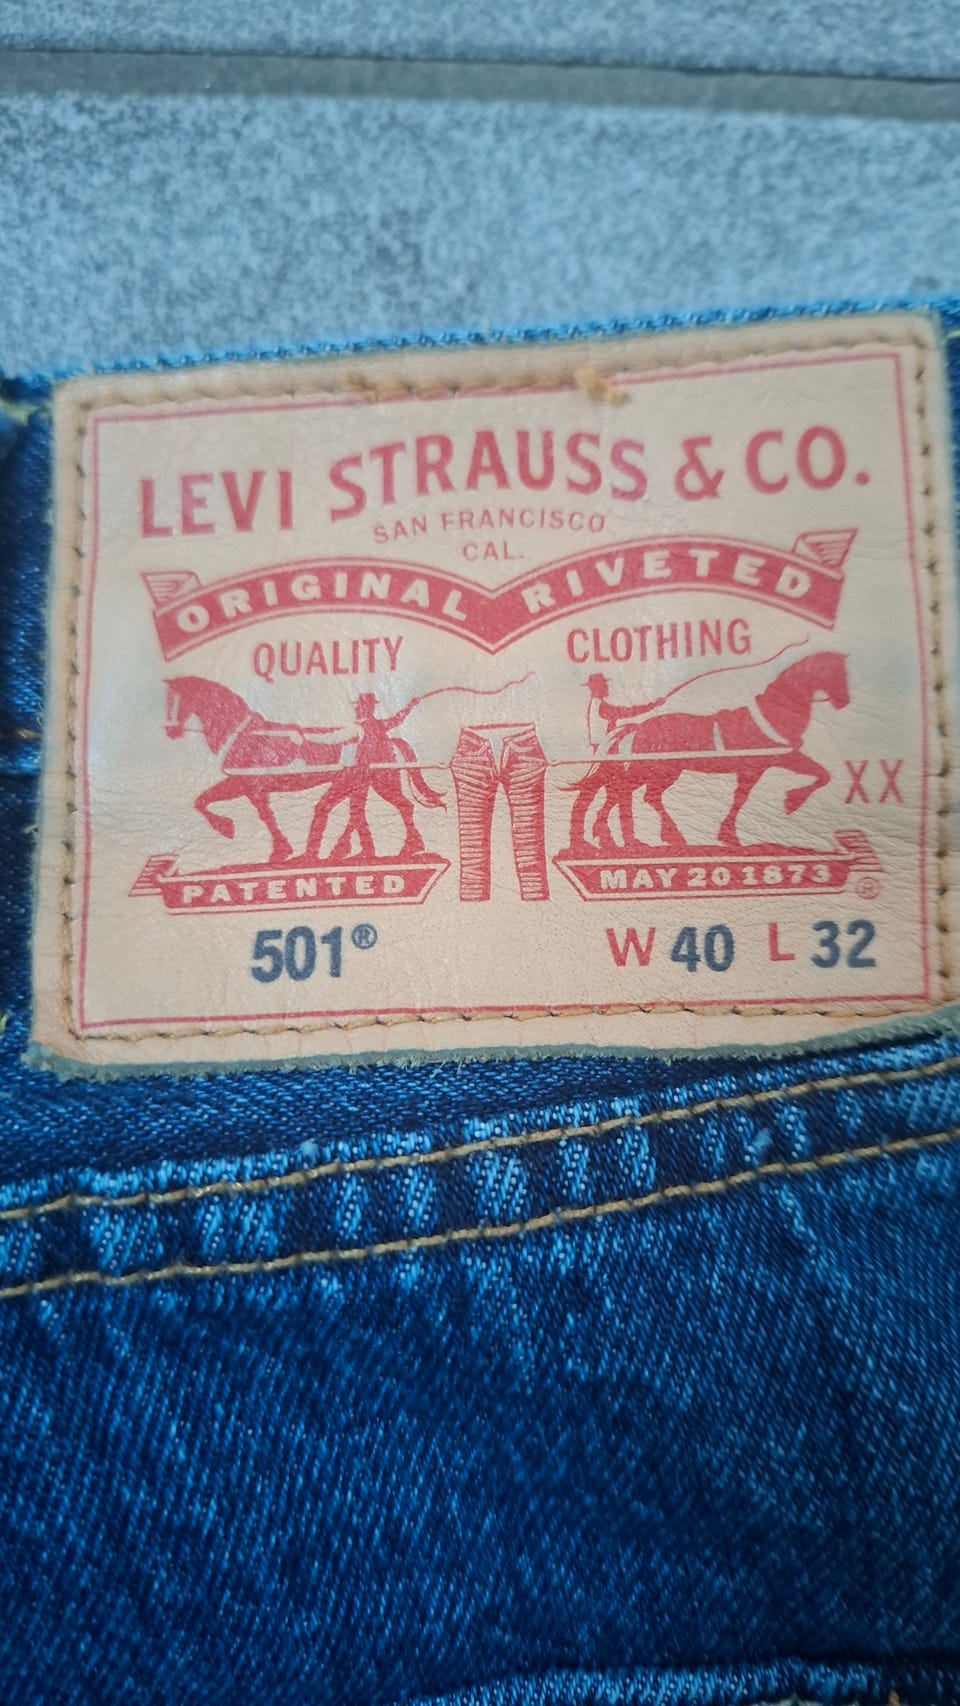 LEVI STRAUSS & CO.
SAN FRANCISCO
CAL.
ORIGINAL RIVETED
QUALITY CLOTHING
XX
PATENTED MAY 20 1873 ®
501® W 40 L 32